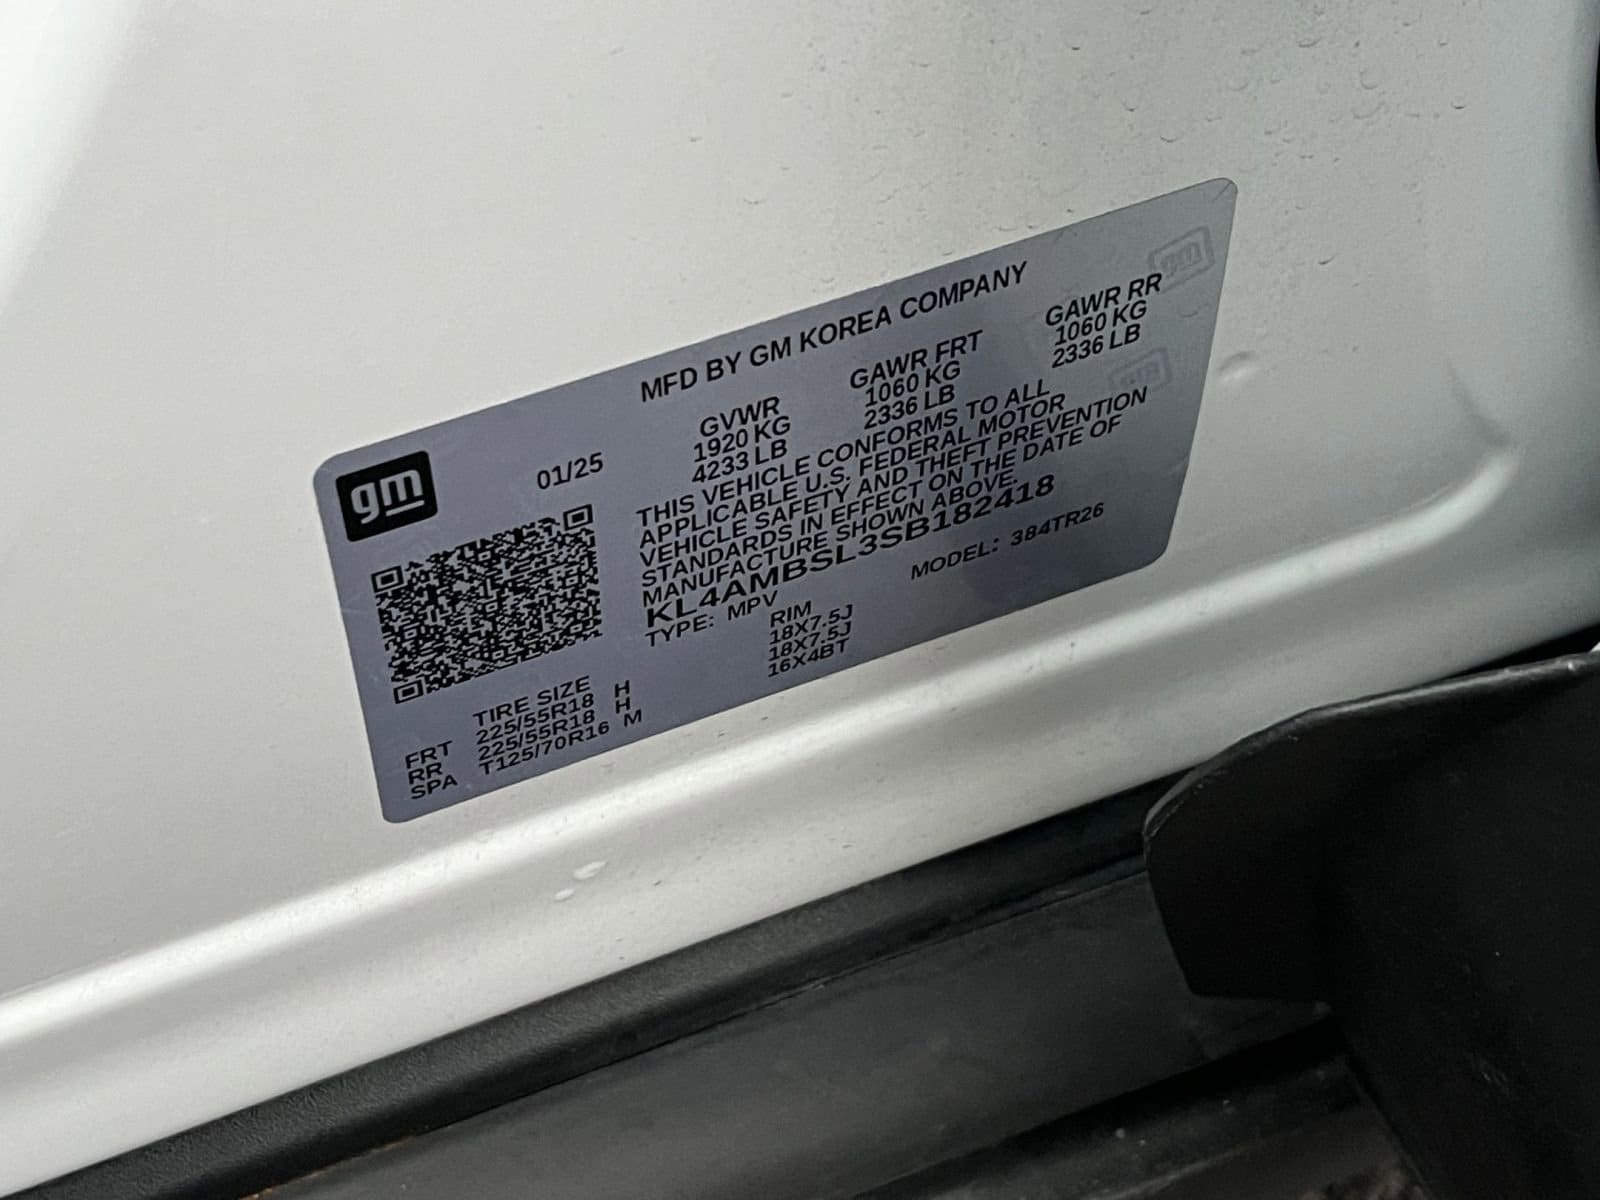 gm
01/25
MFD BY GM KOREA COMPANY
GVWR GAWR FRT GAWR RR
1920 KG 1060 KG 1060 KG
4233 LB 2336 LB 2336 LB
THIS VEHICLE CONFORMS TO ALL
APPLICABLE U.S. FEDERAL MOTOR
VEHICLE SAFETY AND THEFT PREVENTION
STANDARDS IN EFFECT ON THE DATE OF
MANUFACTURE SHOWN ABOVE.
KL4AMBSL3SB182418
TYPE: MPV MODEL: 384TR26
TIRE SIZE RIM
FRT 225/55R18 H 18X7.5J
RR 225/55R18 H 18X7.5J
SPA T125/70R16 M 16X4BT
gm
gm